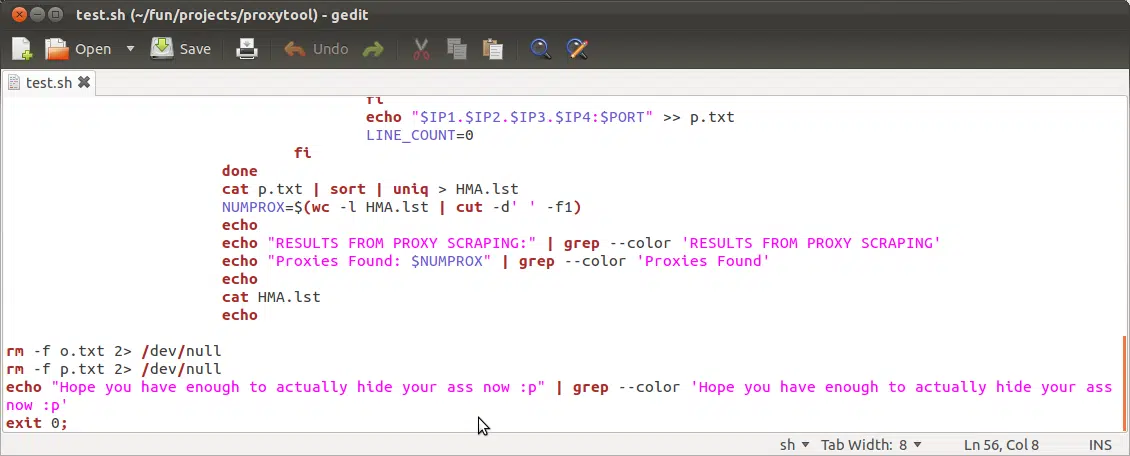 test.sh (~/fun/projects/proxytool) - gedit
Open Save Undo
test.sh
fi
echo "$IP1.$IP2.$IP3.$IP4:$PORT" >> p.txt
LINE_COUNT=0
fi
done
cat p.txt | sort | uniq > HMA.lst
NUMPROX=$(wc -l HMA.lst | cut -d' ' -f1)
echo
echo "RESULTS FROM PROXY SCRAPING:" | grep --color 'RESULTS FROM PROXY SCRAPING'
echo "Proxies Found: $NUMPROX" | grep --color 'Proxies Found'
echo
cat HMA.lst
echo
rm -f o.txt 2> /dev/null
rm -f p.txt 2> /dev/null
echo "Hope you have enough to actually hide your ass now :p" | grep --color 'Hope you have enough to actually hide your ass
now :p'
exit 0;
sh Tab Width: 8 Ln 56, Col 8 INS